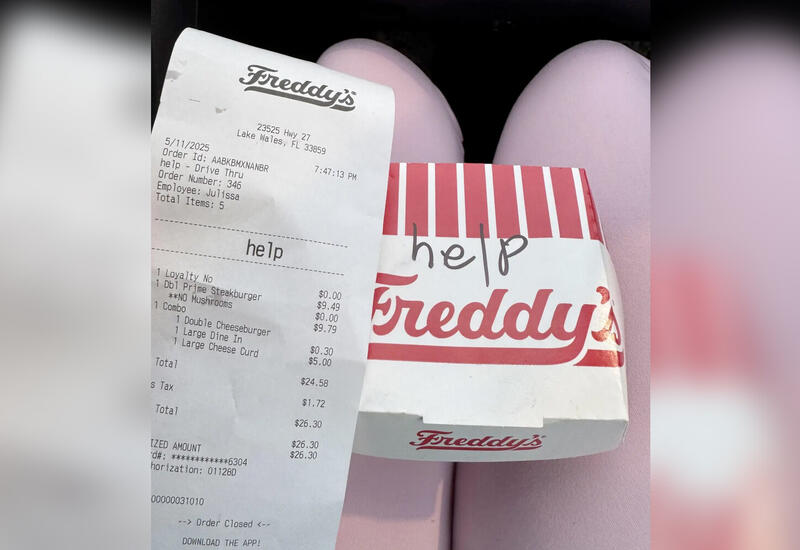 Freddy's
23525 Hwy 27
Lake Wales, FL 33859
5/11/2025 7:47:13 PM
Order Id: AABKBMXNANBR
help - Drive Thru
Order Number: 346
Employee: Julissa
Total Items: 5
help
1 Loyalty No $0.00
1 Dbl Prime Steakburger $9.49
**NO Mushrooms $0.00
1 Combo $9.79
1 Double Cheeseburger
1 Large Dine In $0.30
1 Large Cheese Curd $5.00
Total $24.58
s Tax $1.72
Total $26.30
IZED AMOUNT $26.30
rd#: ************6304 $26.30
horization: 01128D
00000031010
--> Order Closed <--
DOWNLOAD THE APP!
help
Freddy's
Freddy's